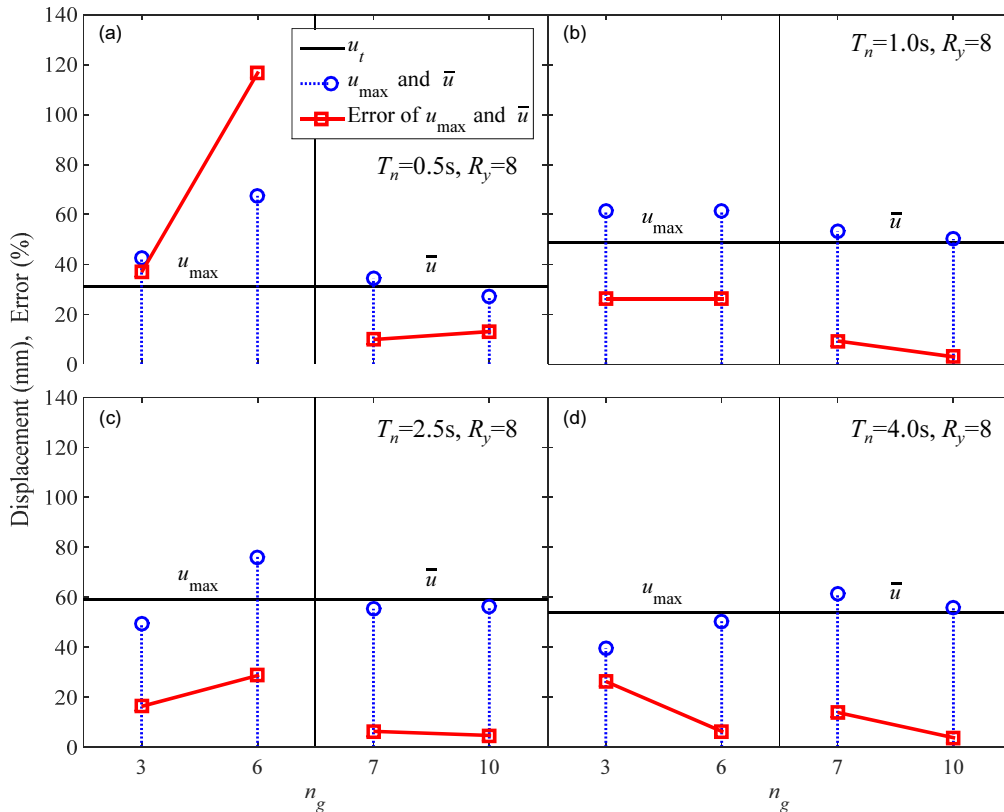 Displacement (mm), Error (%)
140
120
100
80
60
40
20
0
(a)
u_t
u_max and ū
Error of u_max and ū
T_n=0.5s, R_y=8
u_max
ū
(b)
T_n=1.0s, R_y=8
u_max
ū
140
120
100
80
60
40
20
0
(c)
T_n=2.5s, R_y=8
u_max
ū
3 6 7 10
n_g
(d)
T_n=4.0s, R_y=8
u_max
ū
3 6 7 10
n_g